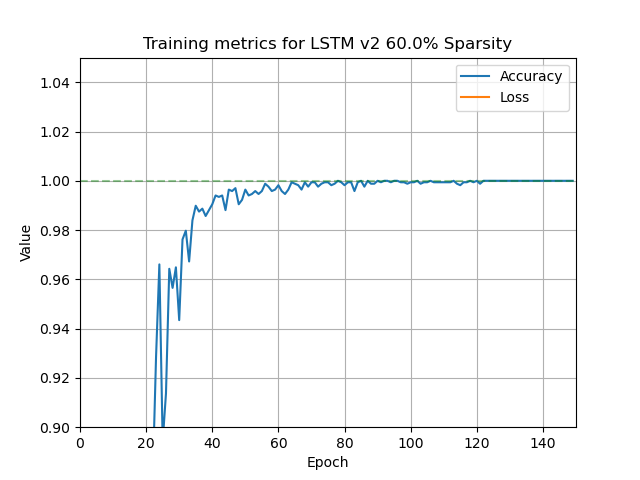 Training metrics for LSTM v2 60.0% Sparsity
Accuracy
Loss
1.04
1.02
1.00
0.98
0.96
0.94
0.92
0.90
Value
0 20 40 60 80 100 120 140
Epoch